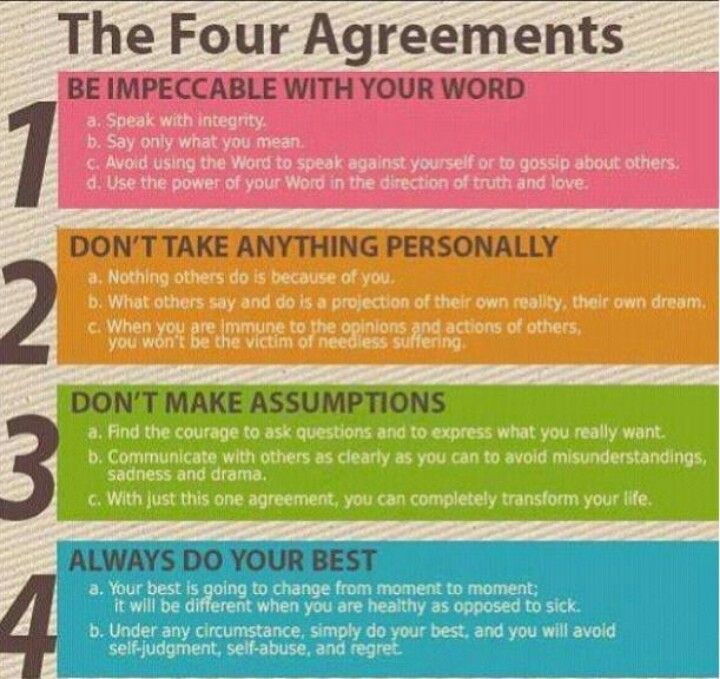 The Four Agreements
1
BE IMPECCABLE WITH YOUR WORD
a. Speak with integrity.
b. Say only what you mean.
c. Avoid using the Word to speak against yourself or to gossip about others.
d. Use the power of your Word in the direction of truth and love.
2
DON'T TAKE ANYTHING PERSONALLY
a. Nothing others do is because of you.
b. What others say and do is a projection of their own reality, their own dream.
c. When you are immune to the opinions and actions of others,
you won't be the victim of needless suffering.
3
DON'T MAKE ASSUMPTIONS
a. Find the courage to ask questions and to express what you really want.
b. Communicate with others as clearly as you can to avoid misunderstandings,
sadness and drama.
c. With just this one agreement, you can completely transform your life.
4
ALWAYS DO YOUR BEST
a. Your best is going to change from moment to moment;
it will be different when you are healthy as opposed to sick.
b. Under any circumstance, simply do your best, and you will avoid
self-judgment, self-abuse, and regret.